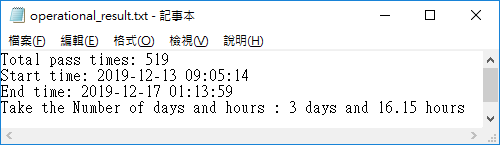 operational_result.txt - 記事本
檔案(F) 編輯(E) 格式(O) 檢視(V) 說明(H)
Total pass times: 519
Start time: 2019-12-13 09:05:14
End time: 2019-12-17 01:13:59
Take the Number of days and hours : 3 days and 16.15 hours